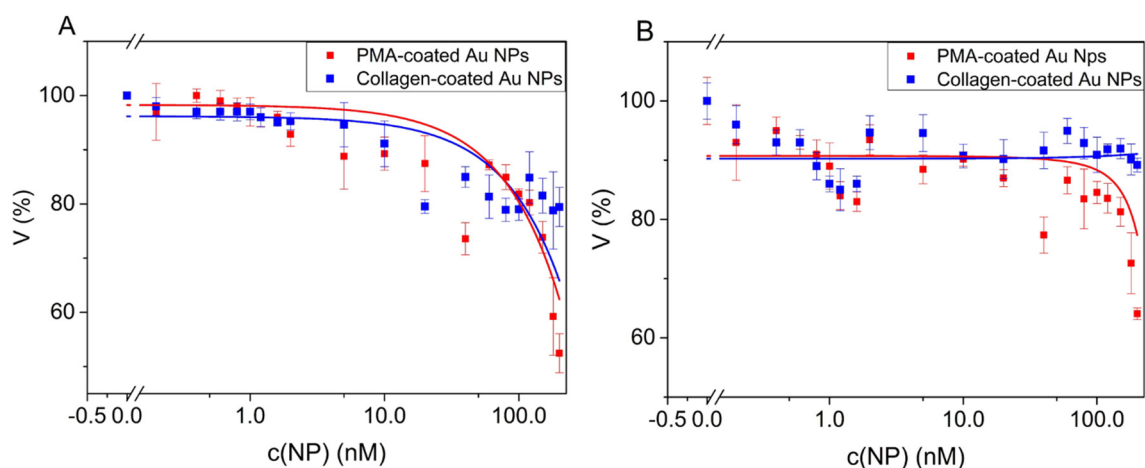 A
PMA-coated Au NPs
Collagen-coated Au NPs
100
80
60
V (%)
-0.5 0.0
1.0
10.0
100.0
c(NP) (nM)
B
PMA-coated Au Nps
Collagen-coated Au NPs
100
80
60
V (%)
-0.5 0.0
1.0
10.0
100.0
c(NP) (nM)